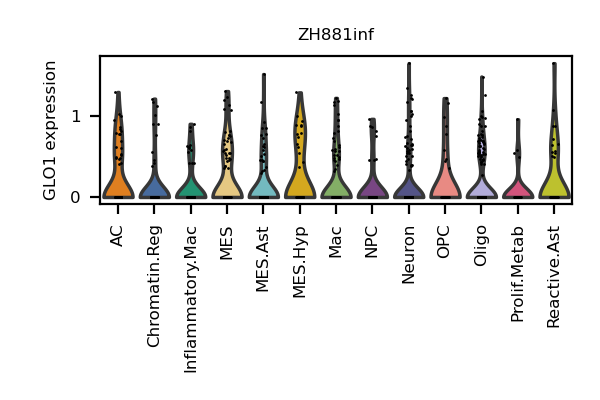 ZH881inf
GLO1 expression
1
0
AC
Chromatin.Reg
Inflammatory.Mac
MES
MES.Ast
MES.Hyp
Mac
NPC
Neuron
OPC
Oligo
Prolif.Metab
Reactive.Ast